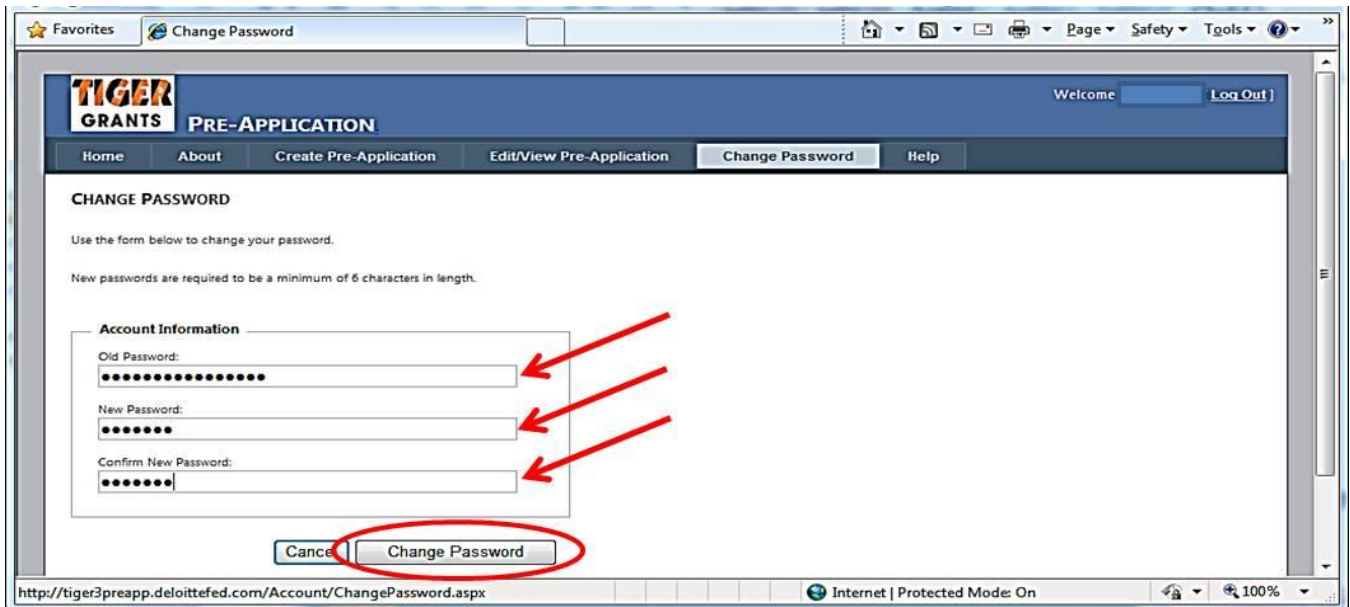 Favorites Change Password Page Safety Tools
TIGER
GRANTS PRE-APPLICATION
Welcome Log Out ]
Home About Create Pre-Application Edit/View Pre-Application Change Password Help
CHANGE PASSWORD
Use the form below to change your password.
New passwords are required to be a minimum of 6 characters in length.
Account Information
Old Password:
••••••••••••••••
New Password:
•••••••
Confirm New Password:
•••••••
Cance Change Password
http://tiger3preapp.deloittefed.com/Account/ChangePassword.aspx Internet | Protected Mode: On 100%